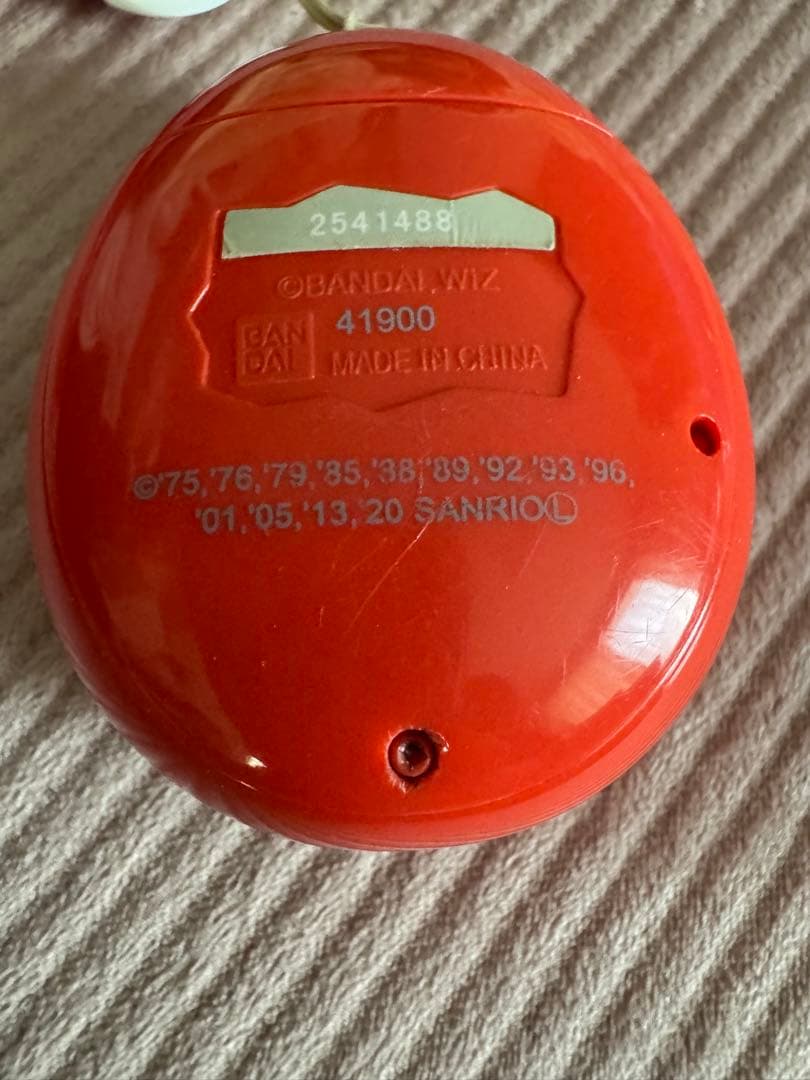 2541488
©BANDAI, WIZ
41900
BAN
DAI
MADE IN CHINA
©'75,'76,'79,'85,'88,'89,'92,'93,'96,
'01,'05,'13,'20 SANRIOⓁ